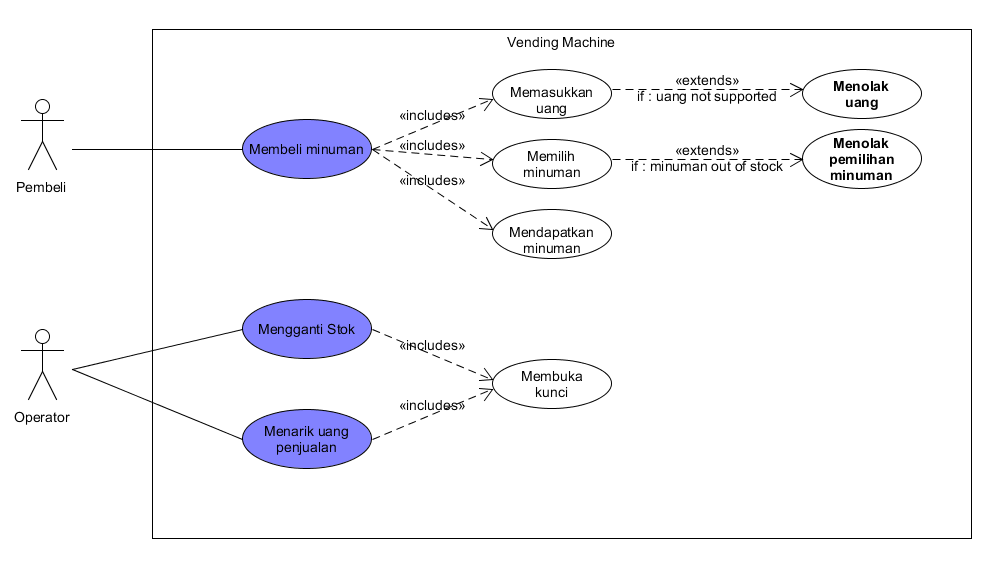 Vending Machine
Pembeli
Membeli minuman
«includes»
«includes»
«includes»
Memasukkan
uang
«extends»
if : uang not supported
Menolak
uang
Memilih
minuman
«extends»
if : minuman out of stock
Menolak
pemilihan
minuman
Mendapatkan
minuman
Operator
Mengganti Stok
«includes»
Menarik uang
penjualan
«includes»
Membuka
kunci